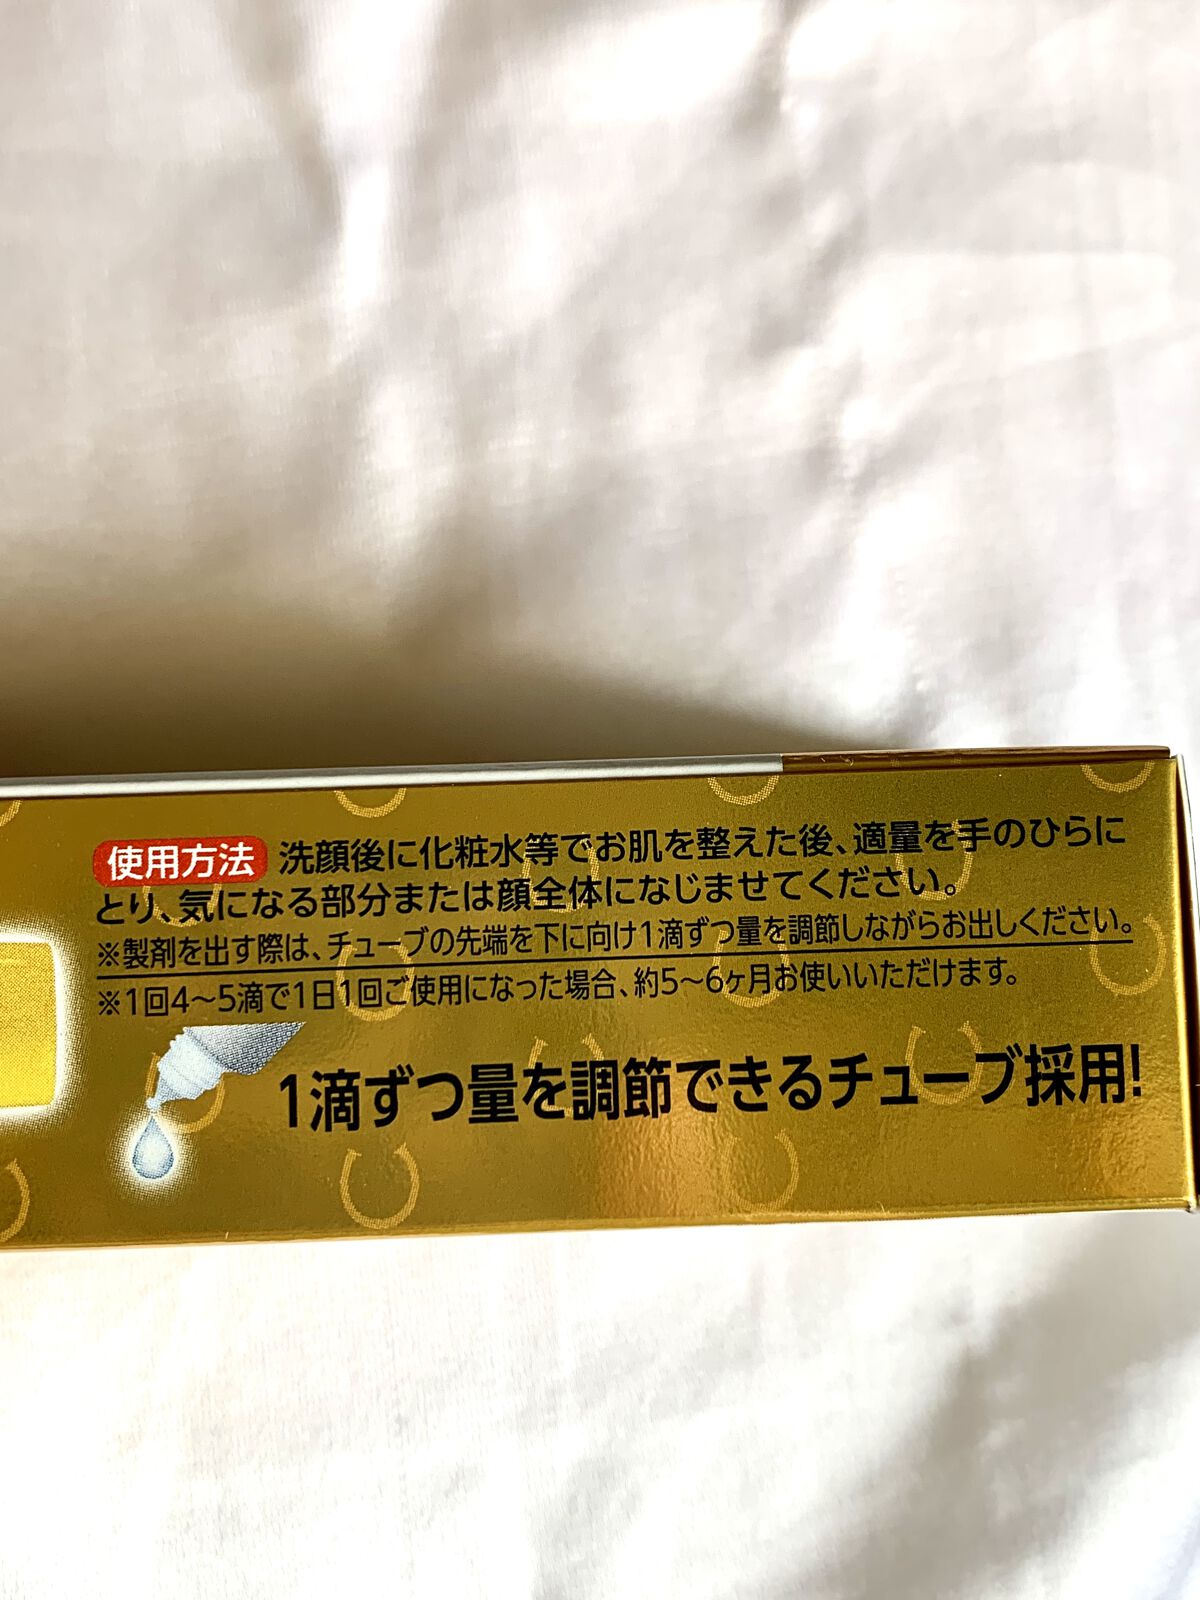 使用方法 洗顔後に化粧水等でお肌を整えた後、適量を手のひらに
とり、気になる部分または顔全体になじませてください。
※製剤を出す際は、チューブの先端を下に向け1滴ずつ量を調節しながらお出しください。
※1回4〜5滴で1日1回ご使用になった場合、約5〜6ヶ月お使いいただけます。
1滴ずつ量を調節できるチューブ採用!